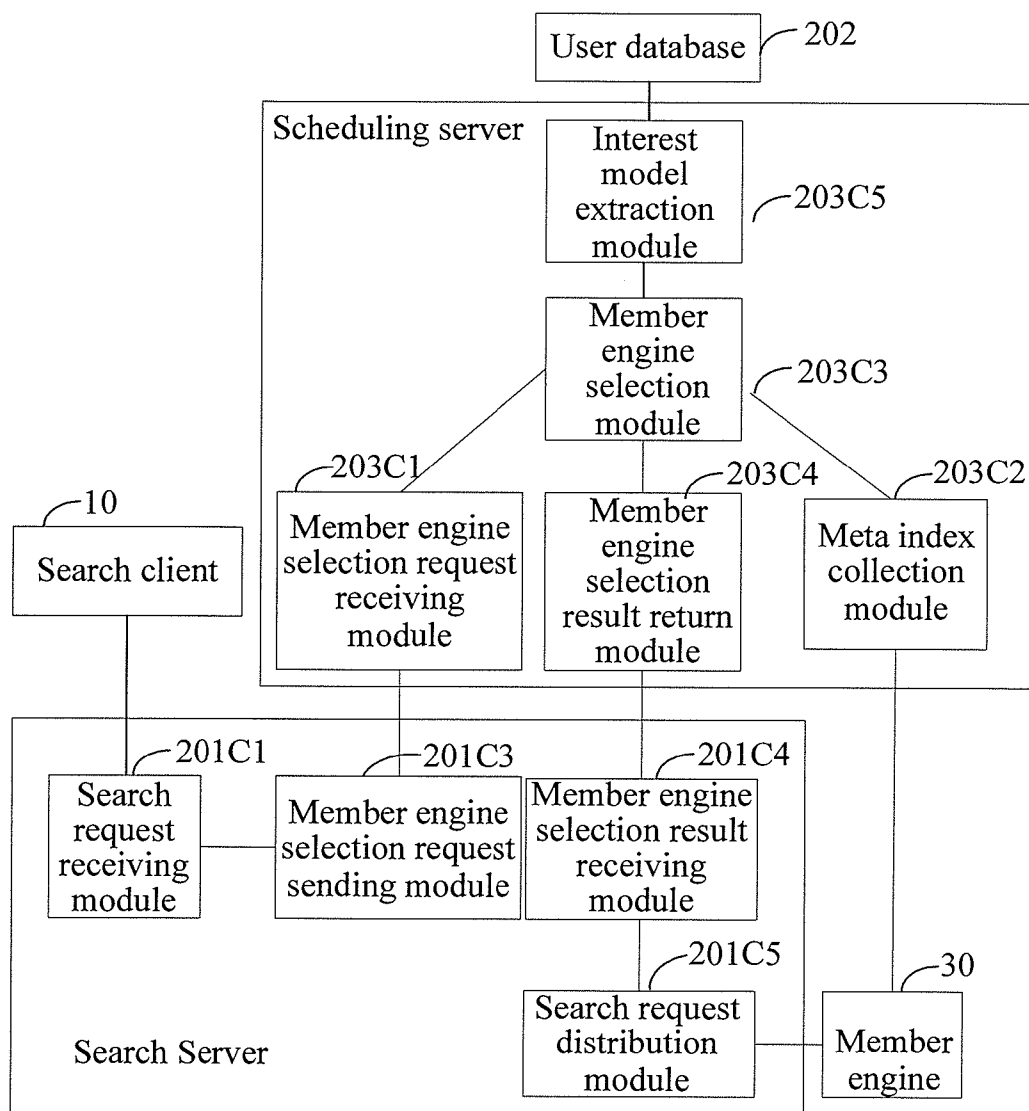 User database
202
Scheduling server
Interest
model
extraction
module
203C5
Member
engine
selection
module
203C3
203C1
203C4
203C2
10
Search client
Member engine
selection request
receiving
module
Member
engine
selection
result return
module
Meta index
collection
module
201C1
201C3
201C4
Search
request
receiving
module
Member engine
selection request
sending module
Member engine
selection result
receiving
module
201C5
30
Search request
distribution
module
Member
engine
Search Server